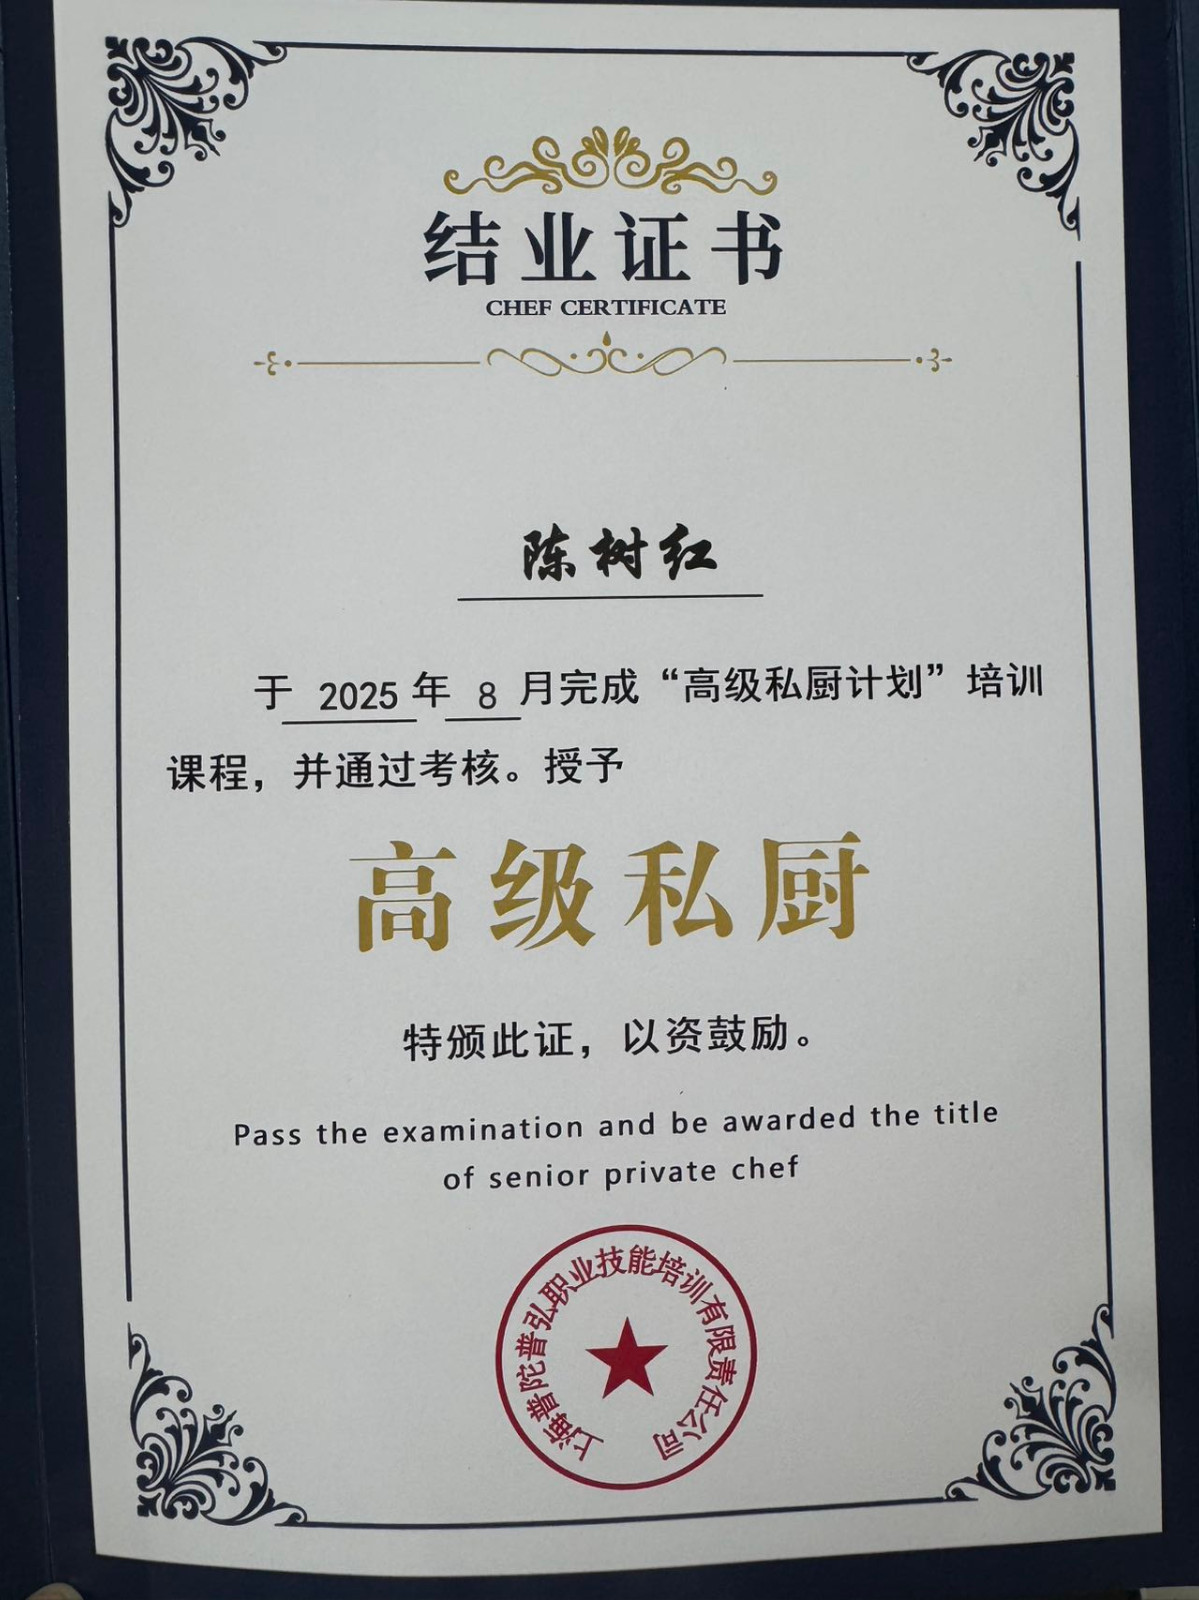 结业证书
CHEF CERTIFICATE
陈树红
于 2025 年 8 月完成“高级私厨计划”培训
课程，并通过考核。授予
高级私厨
特颁此证，以资鼓励。
Pass the examination and be awarded the title
of senior private chef
上海普陀普弘职业技能培训有限责任公司